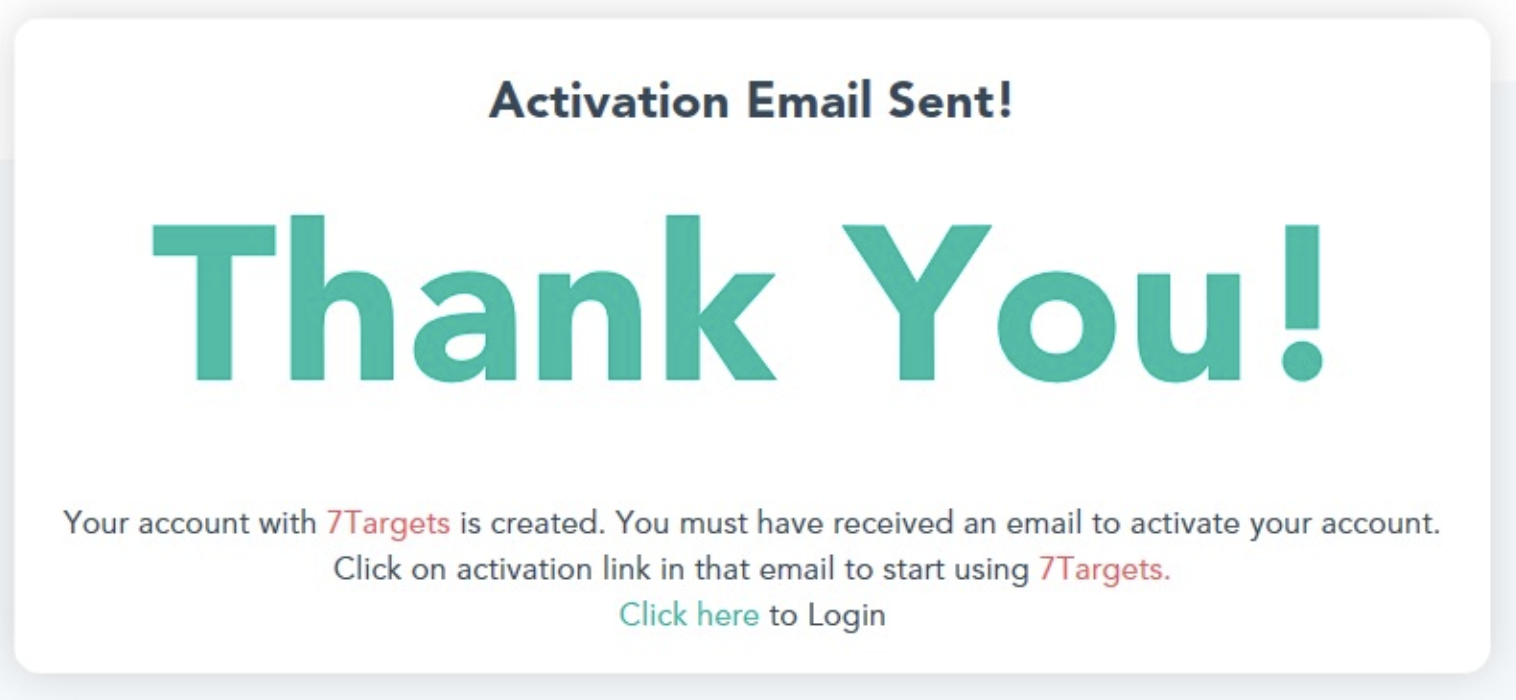 Activation Email Sent!
Thank You!
Your account with 7Targets is created. You must have received an email to activate your account.
Click on activation link in that email to start using 7Targets.
Click here to Login